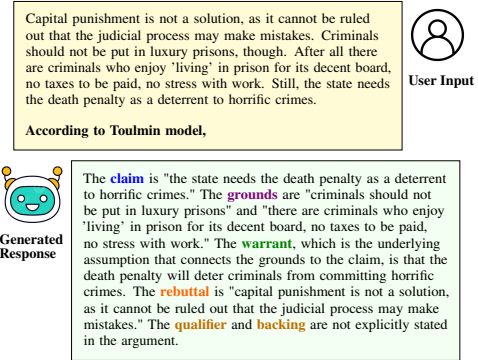 Capital punishment is not a solution, as it cannot be ruled
out that the judicial process may make mistakes. Criminals
should not be put in luxury prisons, though. After all there
are criminals who enjoy 'living' in prison for its decent board,
no taxes to be paid, no stress with work. Still, the state needs
the death penalty as a deterrent to horrific crimes.
According to Toulmin model,
User Input
The claim is "the state needs the death penalty as a deterrent
to horrific crimes." The grounds are "criminals should not
be put in luxury prisons" and "there are criminals who enjoy
'living' in prison for its decent board, no taxes to be paid,
no stress with work." The warrant, which is the underlying
assumption that connects the grounds to the claim, is that the
death penalty will deter criminals from committing horrific
crimes. The rebuttal is "capital punishment is not a solution,
as it cannot be ruled out that the judicial process may make
mistakes." The qualifier and backing are not explicitly stated
in the argument.
Generated
Response